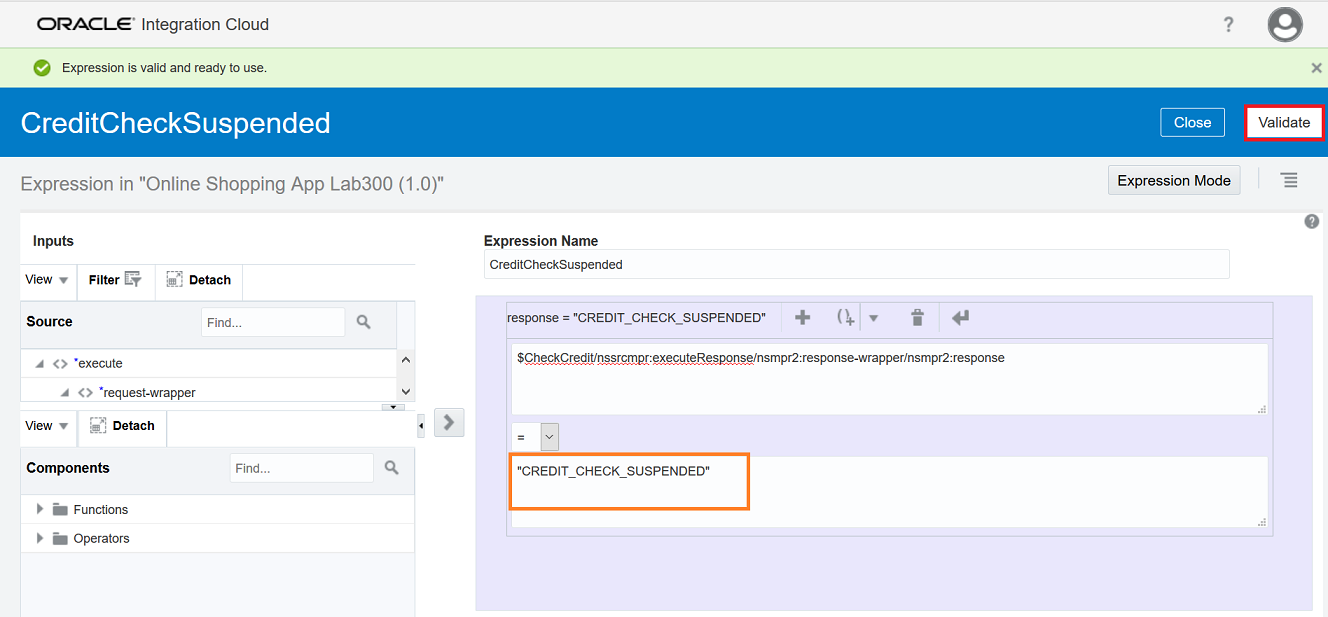 ORACLE® Integration Cloud
?
Expression is valid and ready to use.
×
CreditCheckSuspended
Close
Validate
Expression in "Online Shopping App Lab300 (1.0)"
Expression Mode
?
Inputs
View
Filter
Detach
Source
Find...
*execute
*request-wrapper
View
Detach
Components
Find...
Functions
Operators
Expression Name
CreditCheckSuspended
response = "CREDIT_CHECK_SUSPENDED"
$CheckCredit/nssrcmpr:executeResponse/nsmpr2:response-wrapper/nsmpr2:response
=
"CREDIT_CHECK_SUSPENDED"